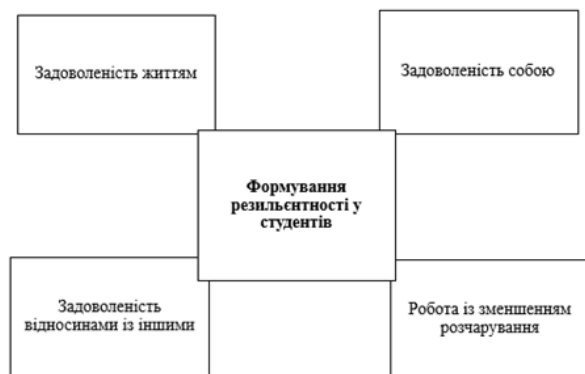 Задоволеність життям
Задоволеність собою
Формування
резильєнтності у
студентів
Задоволеність
відносинами із іншими
Робота із зменшенням
розчарування